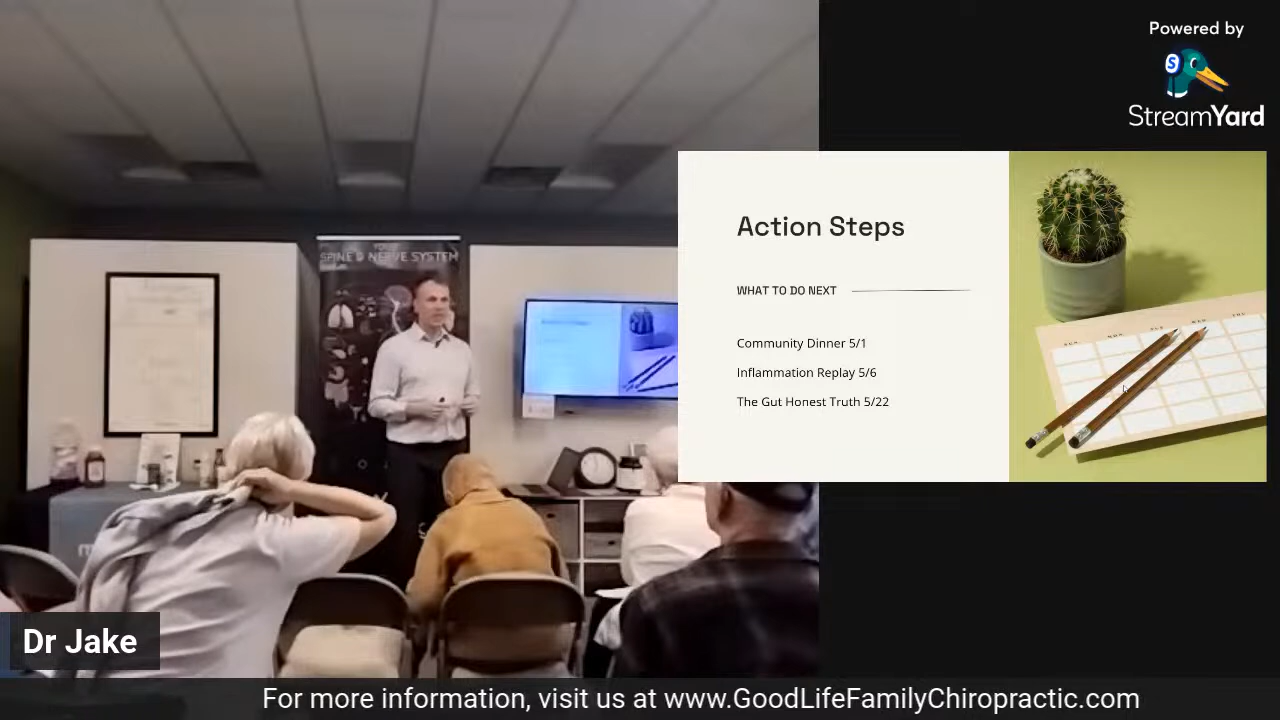 Powered by
StreamYard
SPINE & NERVE SYSTEM
Action Steps
WHAT TO DO NEXT
Community Dinner 5/1
Inflammation Replay 5/6
The Gut Honest Truth 5/22
Dr Jake
For more information, visit us at www.GoodLifeFamilyChiropractic.com